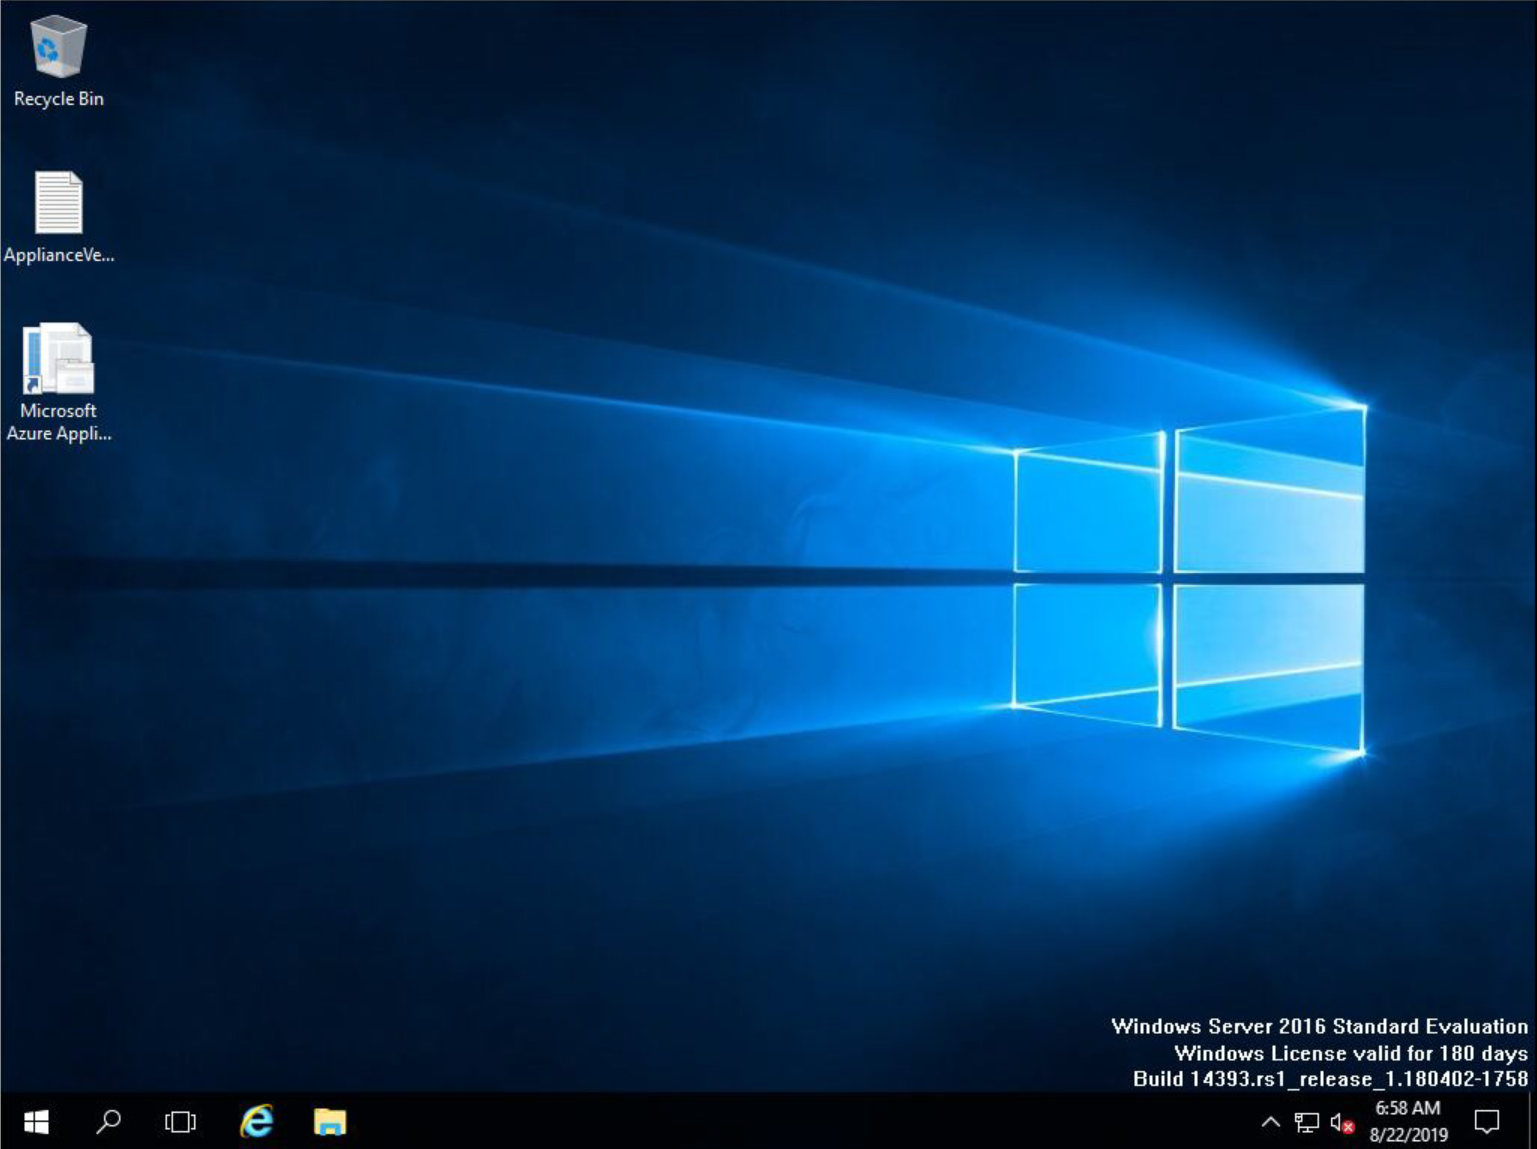 Recycle Bin
ApplianceVe...
Microsoft
Azure Appli...
Windows Server 2016 Standard Evaluation
Windows License valid for 180 days
Build 14393.rs1_release_1.180402-1758
6:58 AM
8/22/2019